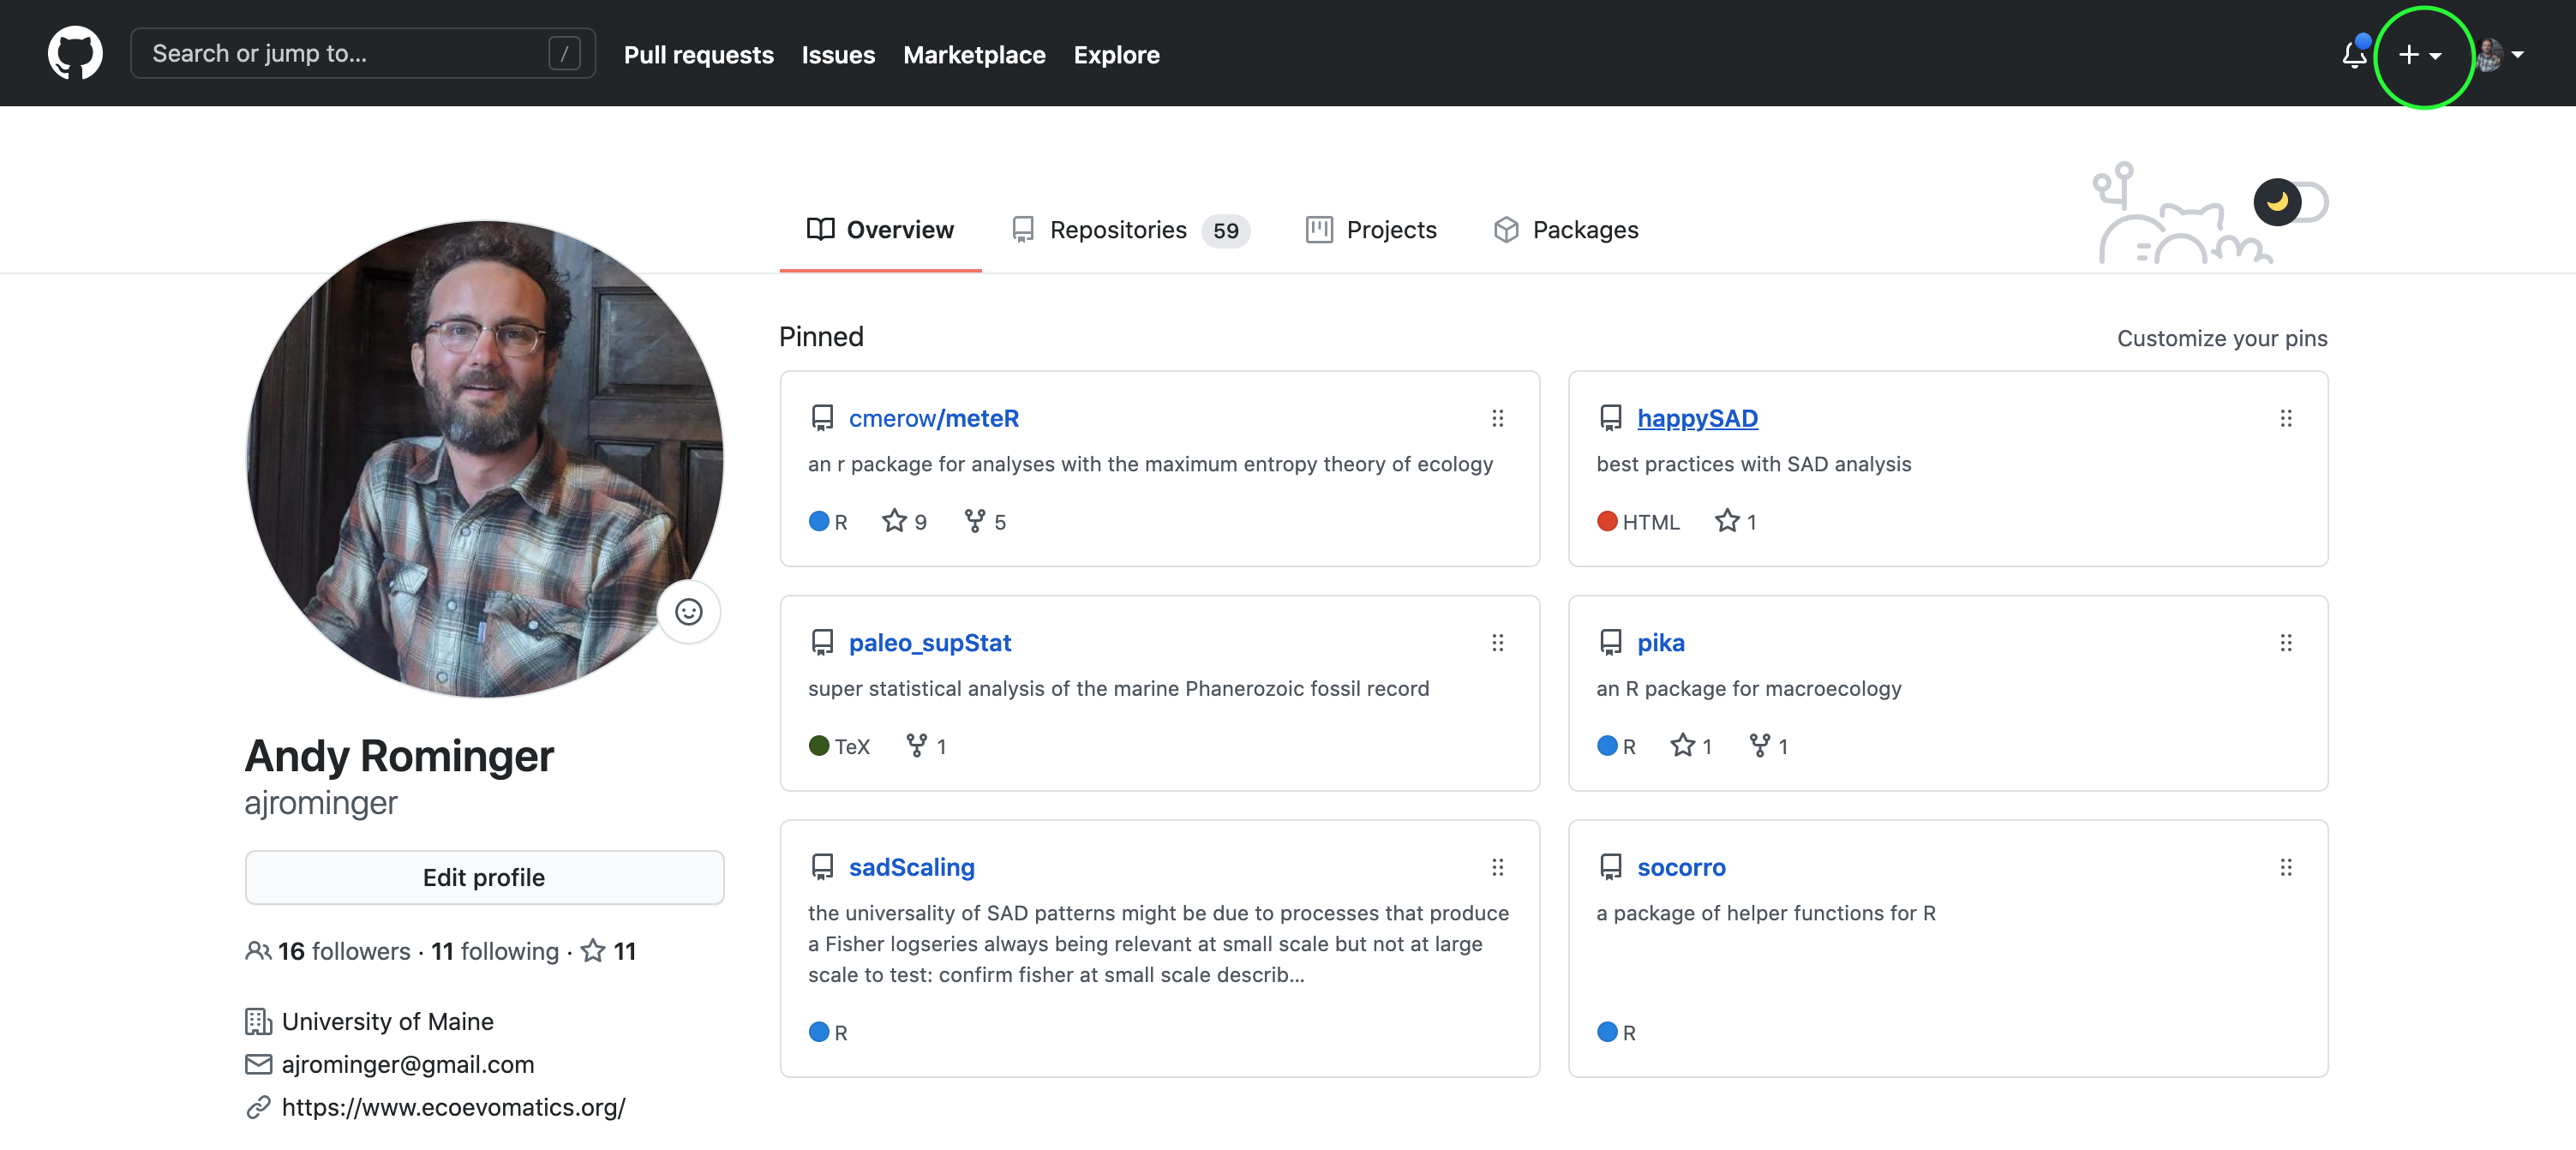 Search or jump to... /
Pull requests
Issues
Marketplace
Explore
Overview
Repositories 59
Projects
Packages
Andy Rominger
ajrominger
Edit profile
16 followers · 11 following · 11
University of Maine
ajrominger@gmail.com
https://www.ecoevomatics.org/
Pinned
Customize your pins
cmerow/meteR
an r package for analyses with the maximum entropy theory of ecology
R 9 5
happySAD
best practices with SAD analysis
HTML 1
paleo_supStat
super statistical analysis of the marine Phanerozoic fossil record
TeX 1
pika
an R package for macroecology
R 1 1
sadScaling
the universality of SAD patterns might be due to processes that produce
a Fisher logseries always being relevant at small scale but not at large
scale to test: confirm fisher at small scale describ...
R
socorro
a package of helper functions for R
R